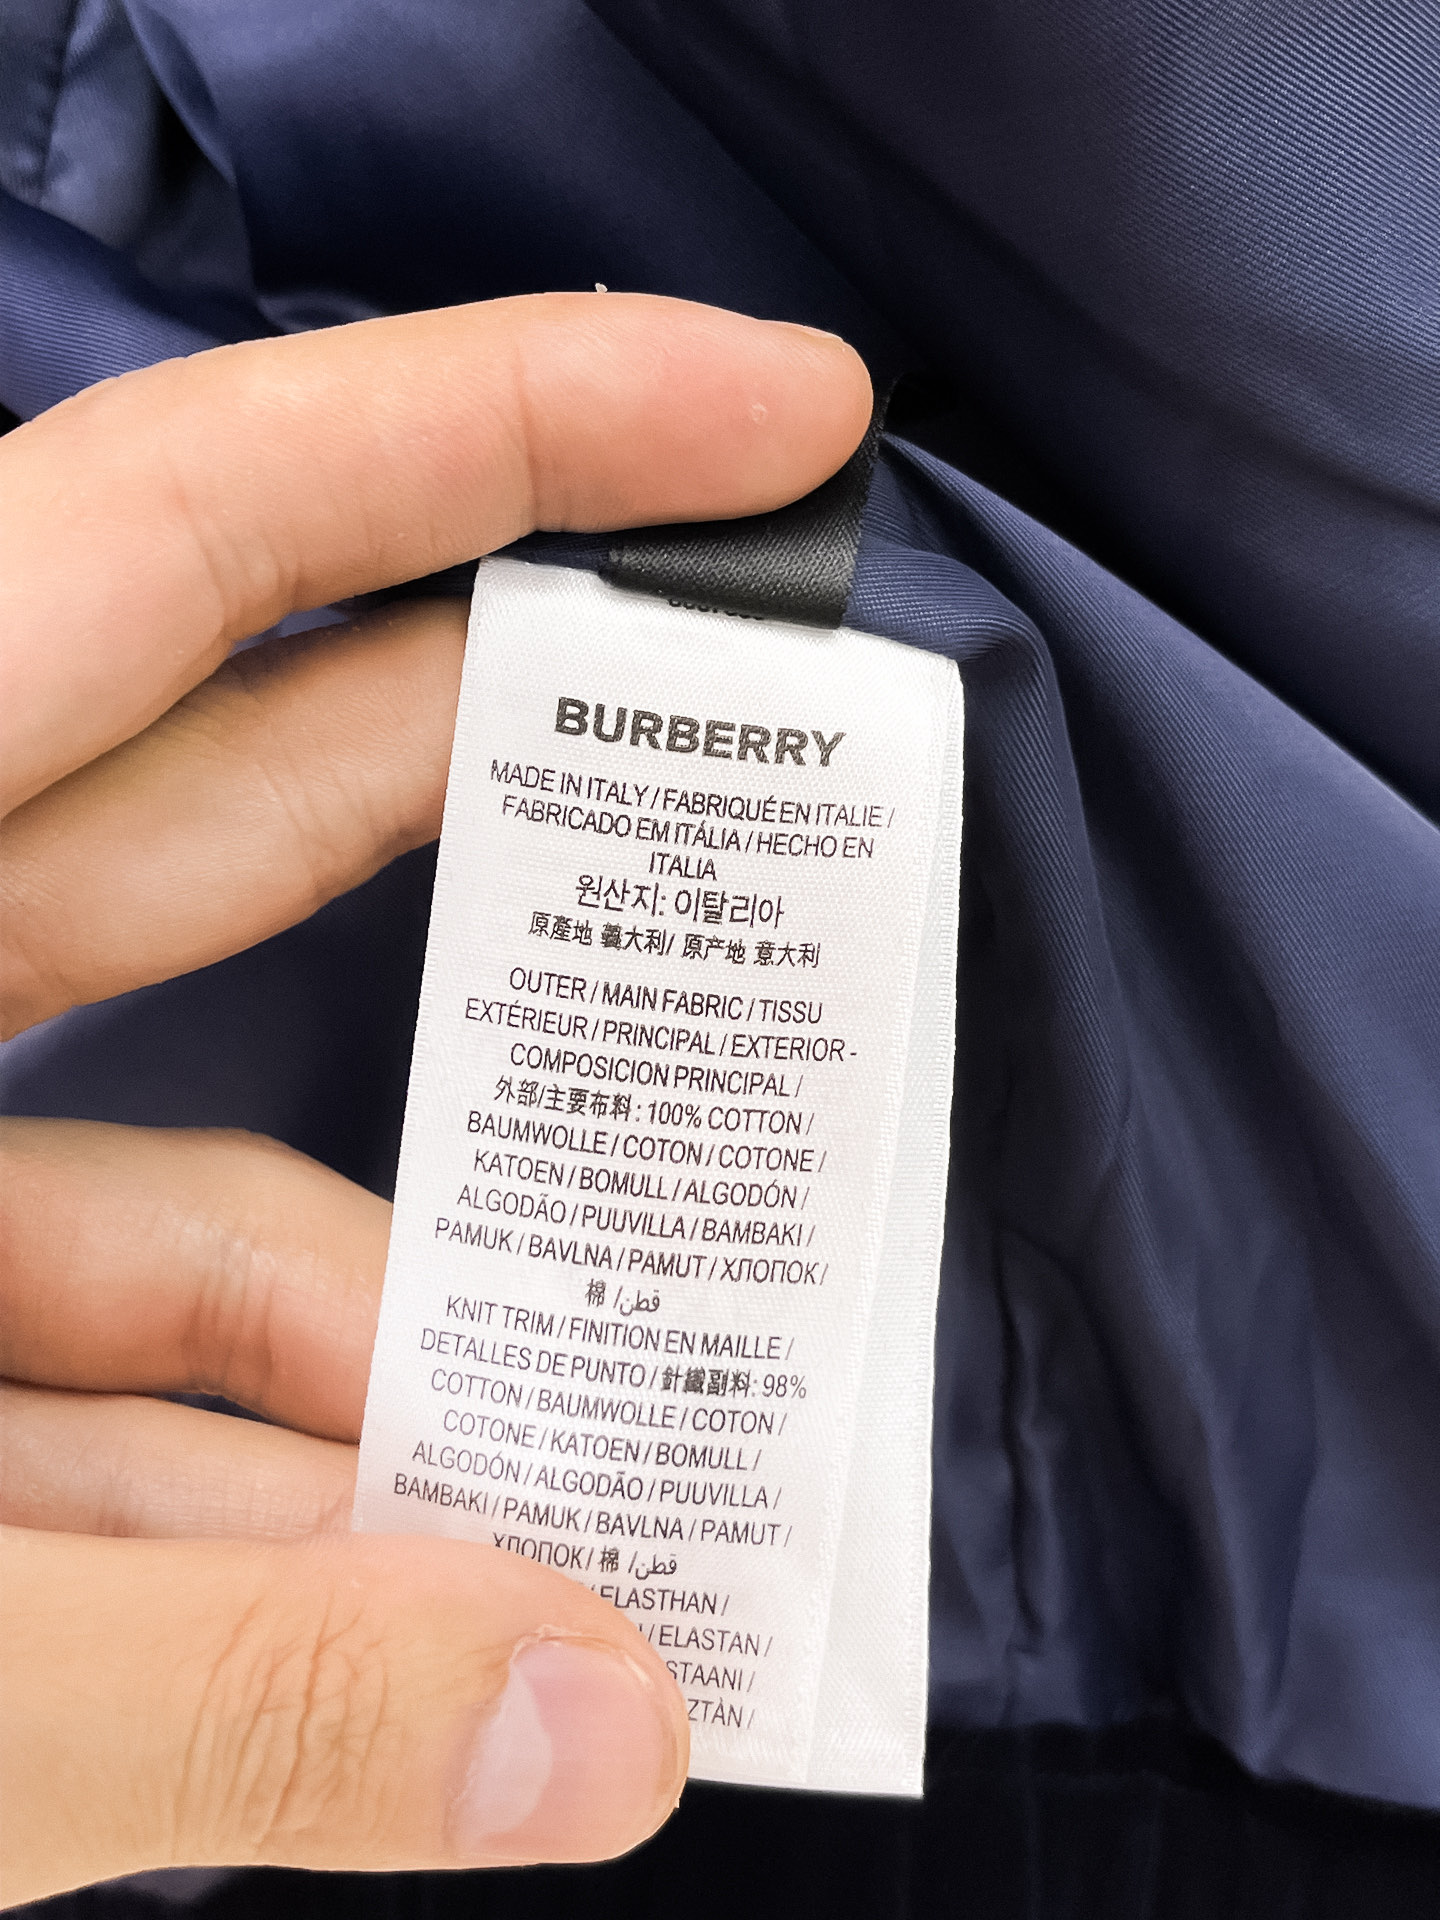 BURBERRY
MADE IN ITALY / FABRIQUÉ EN ITALIE /
FABRICADO EM ITÁLIA / HECHO EN
ITALIA
원산지: 이탈리아
原產地 義大利/ 原产地 意大利
OUTER / MAIN FABRIC / TISSU
EXTÉRIEUR / PRINCIPAL / EXTERIOR -
COMPOSICION PRINCIPAL /
外部/主要布料 : 100% COTTON /
BAUMWOLLE / COTON / COTONE /
KATOEN / BOMULL / ALGODÓN /
ALGODÃO / PUUVILLA / BAMBAKI /
PAMUK / BAVLNA / PAMUT / ХЛОПОК /
棉 / قطن
KNIT TRIM / FINITION EN MAILLE /
DETALLES DE PUNTO / 針織副料: 98%
COTTON / BAUMWOLLE / COTON /
COTONE / KATOEN / BOMULL /
ALGODÓN / ALGODÃO / PUUVILLA /
BAMBAKI / PAMUK / BAVLNA / PAMUT /
ХЛОПОК / 棉 / قطن
/ ELASTHAN /
/ ELASTAN /
STAANI /
ZTÀN /